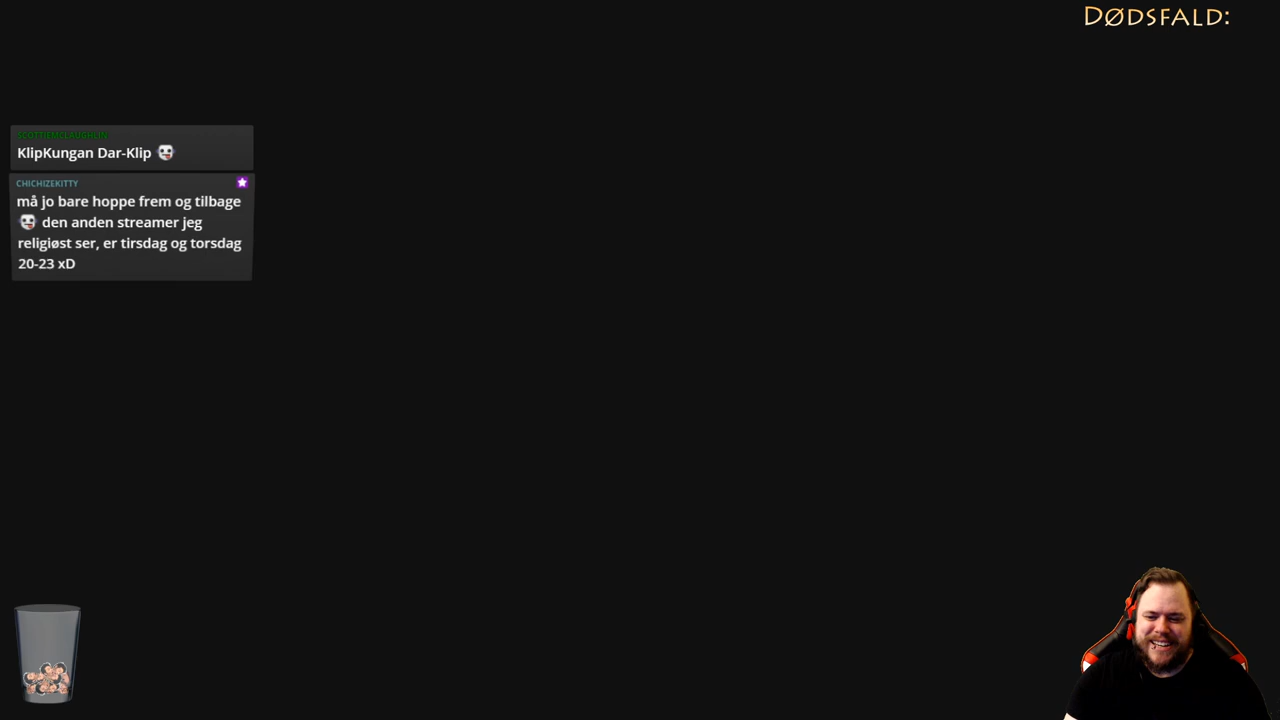 DØDSFALD:
SCOTTIEMCLAUGHLIN
KlipKungan Dar-Klip
CHICHIZEKITTY
må jo bare hoppe frem og tilbage
den anden streamer jeg
religiøst ser, er tirsdag og torsdag
20-23 xD